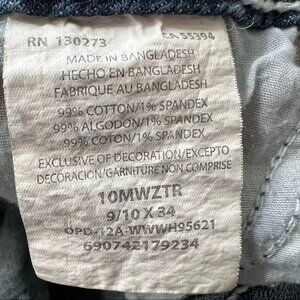 RN 130273 CA 55394
MADE IN BANGLADESH
HECHO EN BANGLADESH
FABRIQUE AU BANGLADESH
99% COTTON/1% SPANDEX
99% ALGODON/1% SPANDEX
99% COTON/1% SPANDEX
EXCLUSIVE OF DECORATION/EXCEPTO
DECORACION/GARNITURE NON COMPRISE
10MWZTR
9/10 X 34
OPD-12A-WWWH95621
690742179234